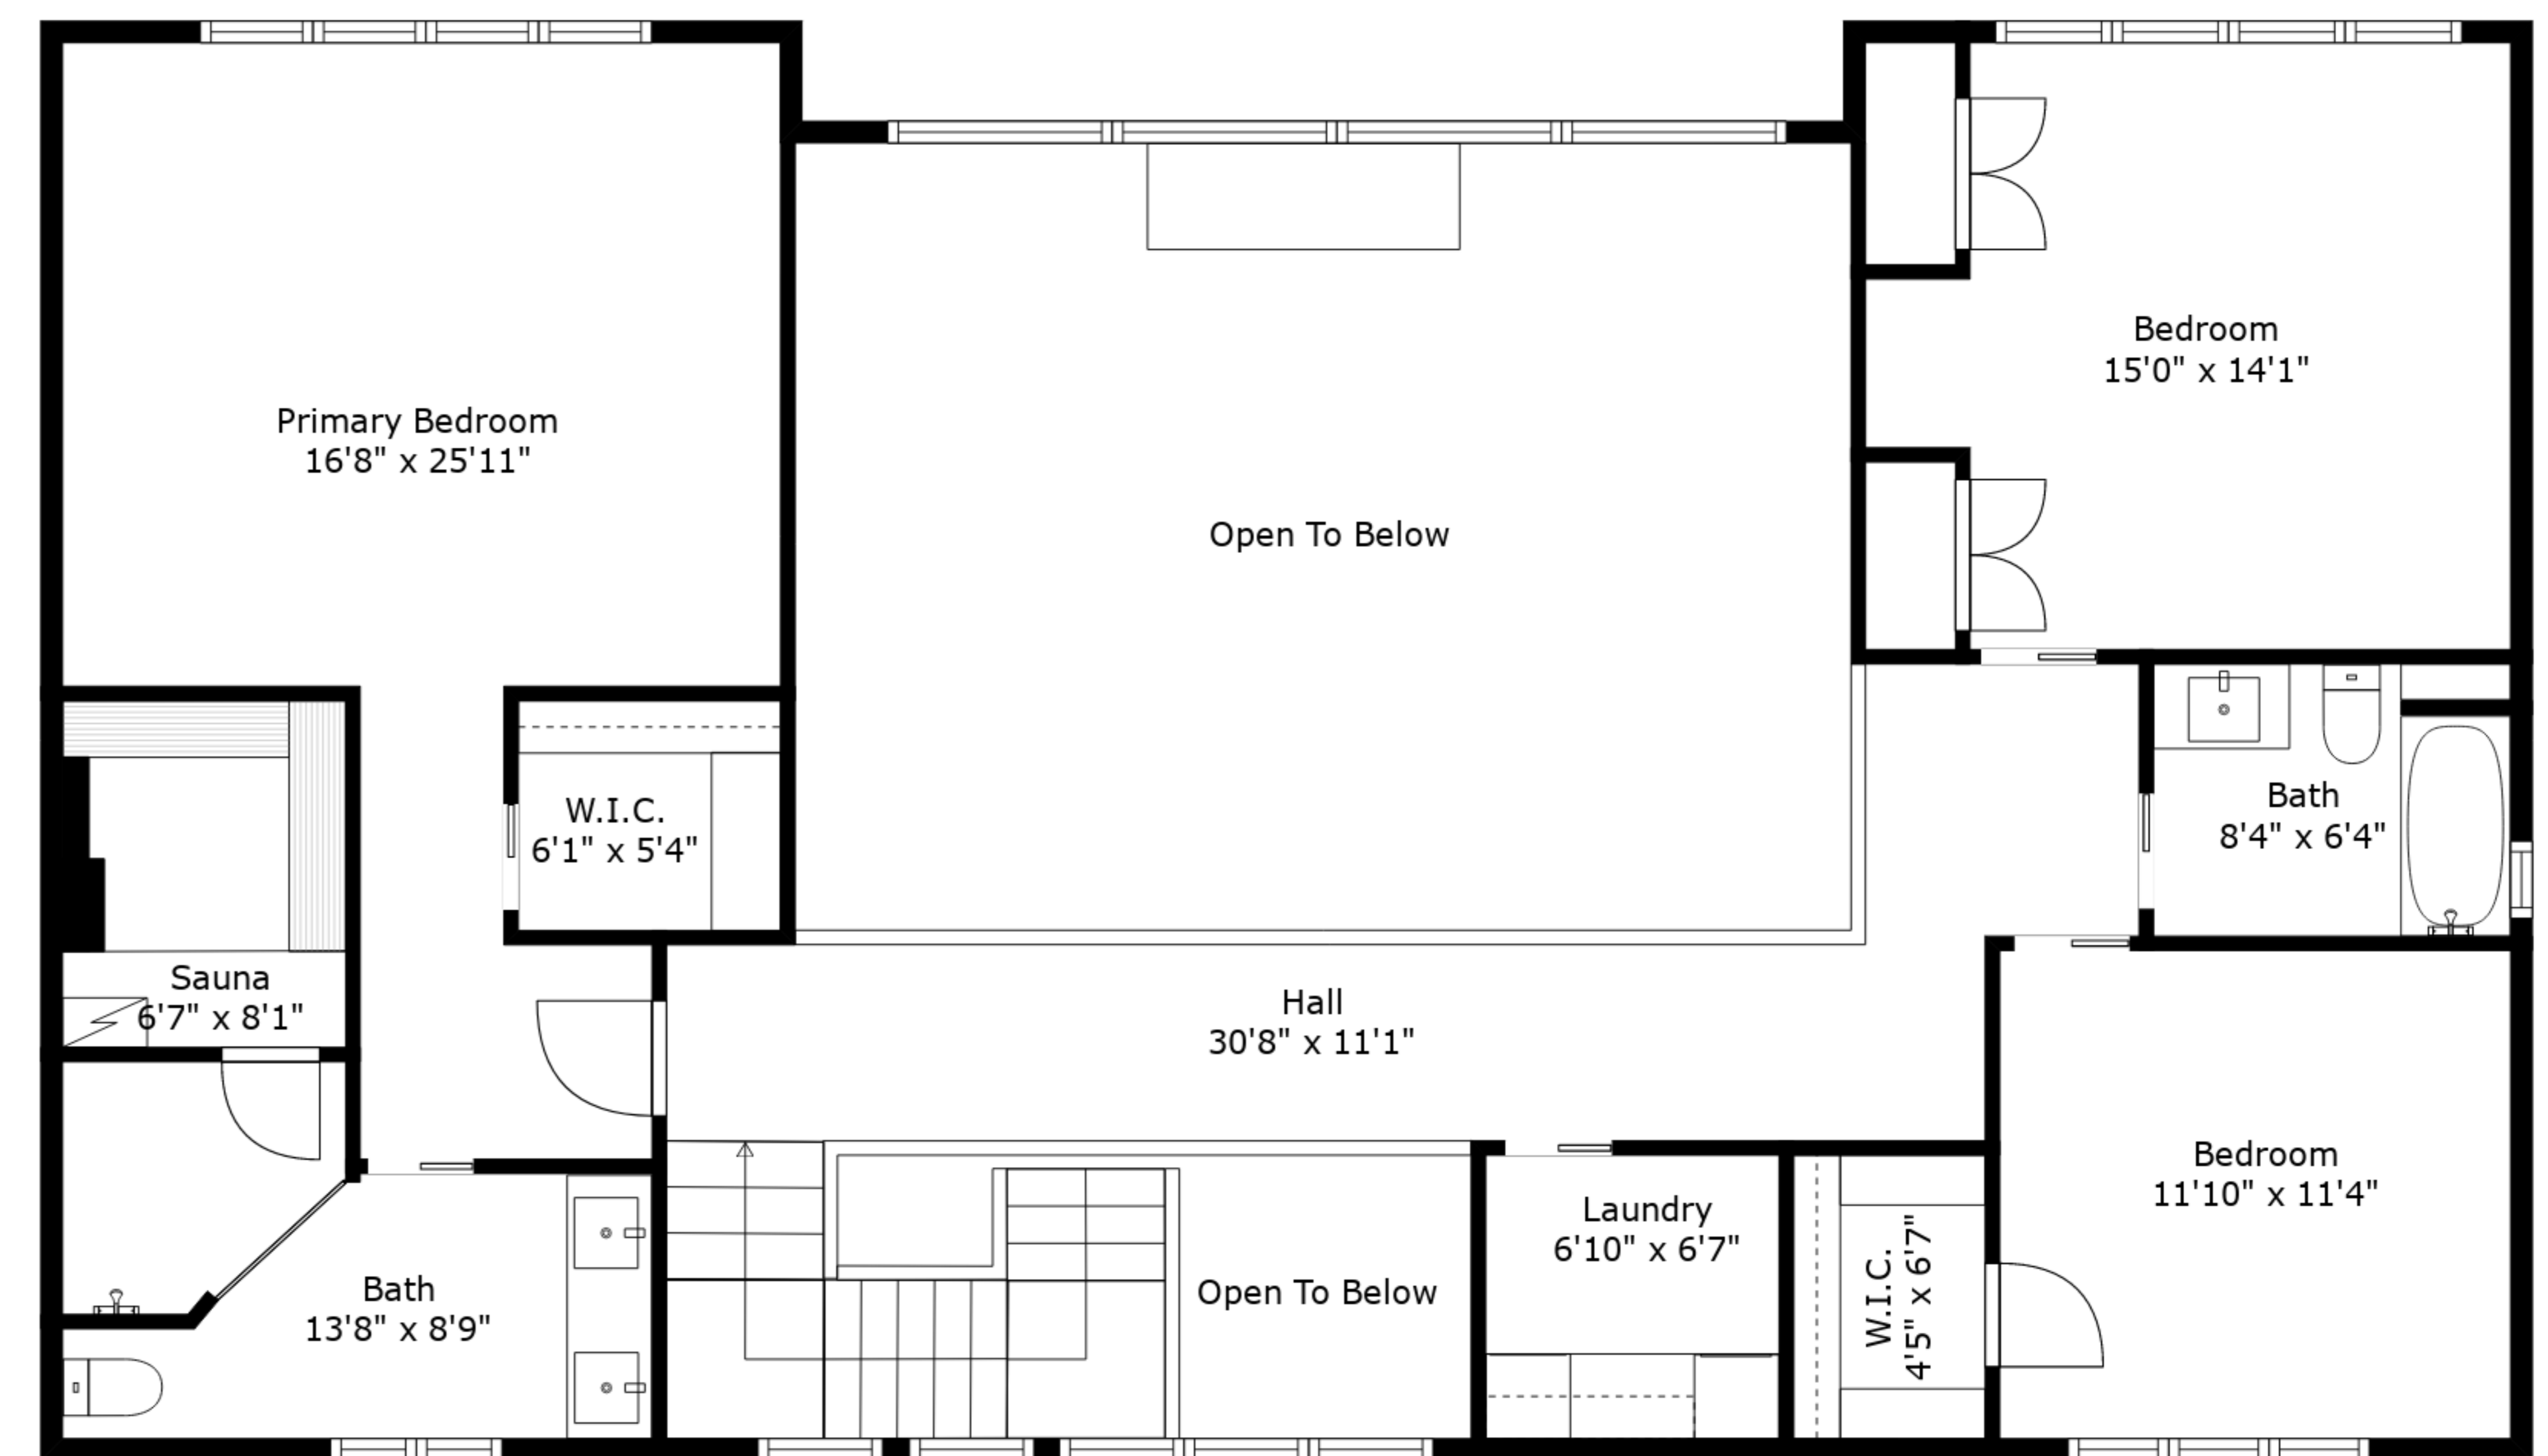 Primary Bedroom
16'8" x 25'11"
Open To Below
Bedroom
15'0" x 14'1"
W.I.C.
6'1" x 5'4"
Bath
8'4" x 6'4"
Sauna
6'7" x 8'1"
Hall
30'8" x 11'1"
Bath
13'8" x 8'9"
Open To Below
Laundry
6'10" x 6'7"
W.I.C.
4'5" x 6'7"
Bedroom
11'10" x 11'4"